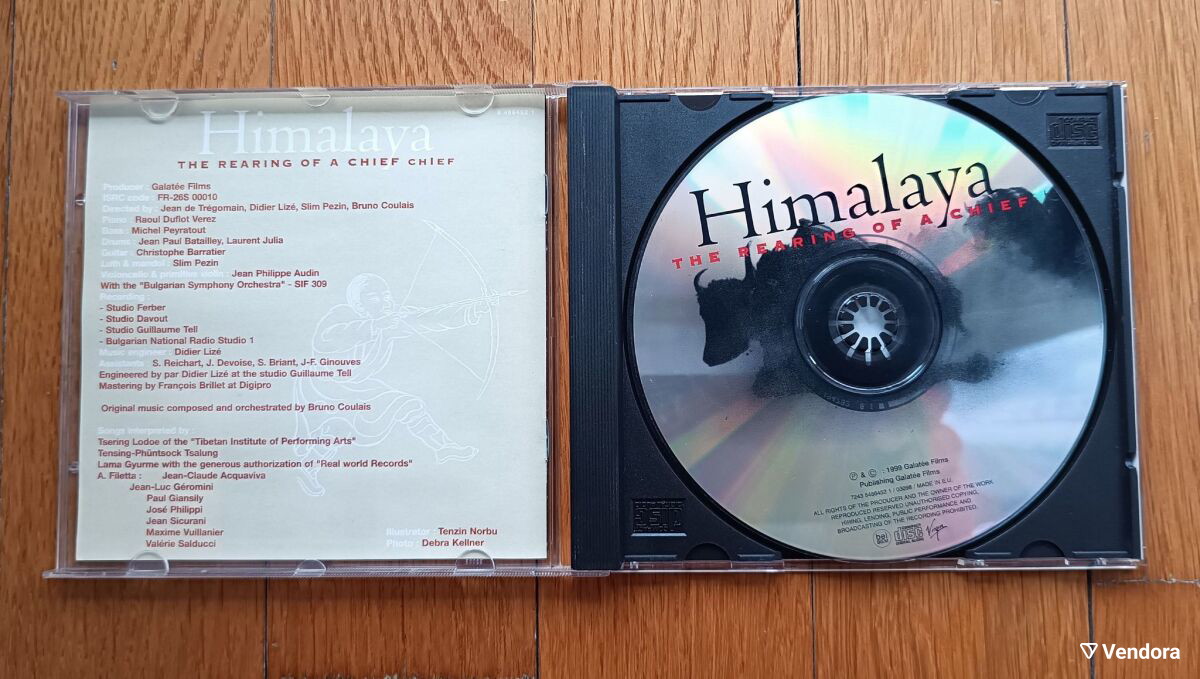 Himalaya
THE REARING OF A CHIEF CHIEF
Producer : Galatée Films
ISRC code : FR-26S 00010
Directed by : Jean de Trégomain, Didier Lizé, Slim Pezin, Bruno Coulais
Piano : Raoul Duflot Verez
Bass : Michel Peyratout
Drums : Jean Paul Batailley, Laurent Julia
Guitar : Christophe Barratier
Luth & mandol : Slim Pezin
Violoncello & primitive violin : Jean Philippe Audin
With the "Bulgarian Symphony Orchestra" - SIF 309
Recording :
- Studio Ferber
- Studio Davout
- Studio Guillaume Tell
- Bulgarian National Radio Studio 1
Music engineer : Didier Lizé
Assistants : S. Reichart, J. Devoise, S. Briant, J-F. Ginouves
Engineered by par Didier Lizé at the studio Guillaume Tell
Mastering by François Brillet at Digipro
Original music composed and orchestrated by Bruno Coulais
Songs interpreted by :
Tsering Lodoe of the "Tibetan Institute of Performing Arts"
Tensing-Phüntsock Tsalung
Lama Gyurme with the generous authorization of "Real world Records"
A. Filetta : Jean-Claude Acquaviva
Jean-Luc Géromini
Paul Giansily
José Philippi
Jean Sicurani
Maxime Vuillanier
Valérie Salducci
Illustrator : Tenzin Norbu
Photo : Debra Kellner
Himalaya
THE REARING OF A CHIEF
℗ & © : 1999 Galatée Films
Publishing Galatée Films
7243 8488452 1 / 03098 / MADE IN E.U.
ALL RIGHTS OF THE PRODUCER AND THE OWNER OF THE WORK
REPRODUCED RESERVED UNAUTHORISED COPYING,
HIRING, LENDING, PUBLIC PERFORMANCE AND
BROADCASTING OF THE RECORDING PROHIBITED.
Virgin
Vendora